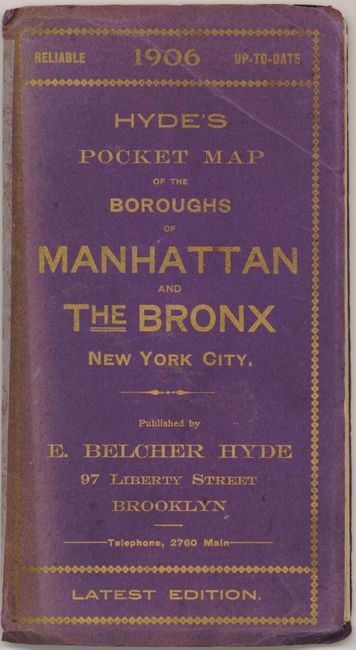 RELIABLE 1906 UP-TO-DATE
HYDE'S
POCKET MAP
OF THE
BOROUGHS
OF
MANHATTAN
AND
THE BRONX
NEW YORK CITY.
Published by
E. BELCHER HYDE
97 LIBERTY STREET
BROOKLYN
Telephone, 2760 Main
LATEST EDITION.